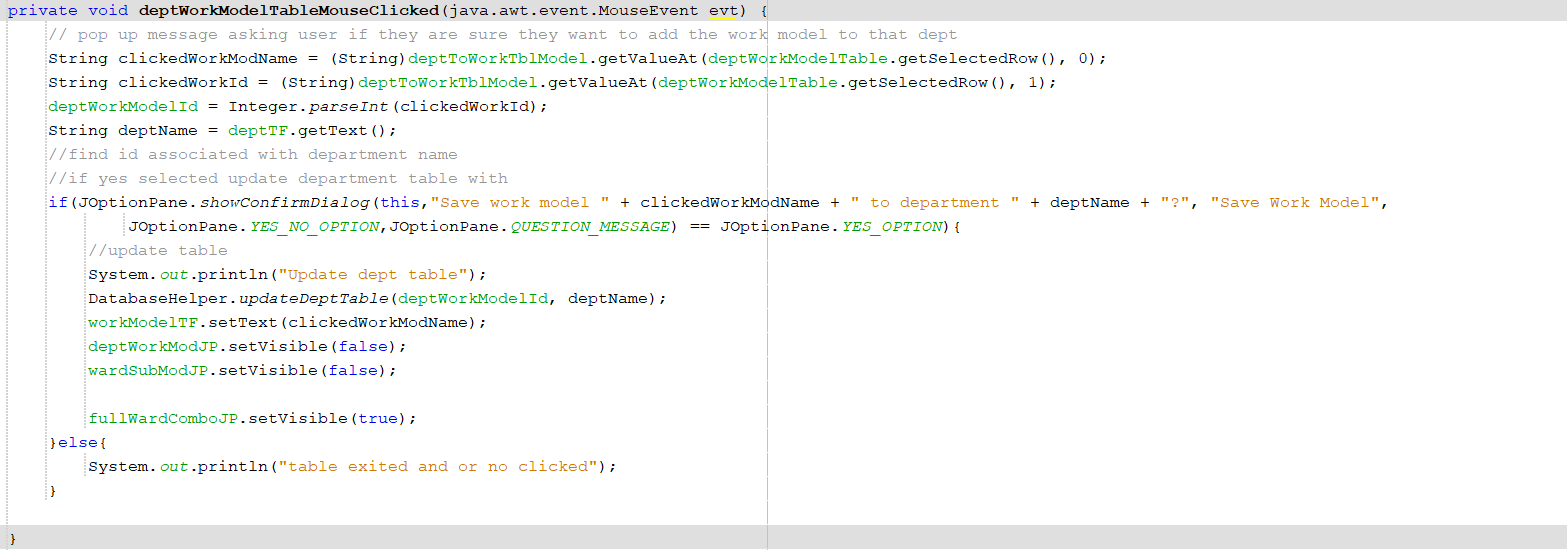 private void deptWorkModelTableMouseClicked(java.awt.event.MouseEvent evt) {
// pop up message asking user if they are sure they want to add the work model to that dept
String clickedWorkModName = (String)deptToWorkTblModel.getValueAt(deptWorkModelTable.getSelectedRow(), 0);
String clickedWorkId = (String)deptToWorkTblModel.getValueAt(deptWorkModelTable.getSelectedRow(), 1);
deptWorkModelId = Integer.parseInt(clickedWorkId);
String deptName = deptTF.getText();
//find id associated with department name
//if yes selected update department table with
if(JOptionPane.showConfirmDialog(this,"Save work model " + clickedWorkModName + " to department " + deptName + "?", "Save Work Model",
JOptionPane.YES_NO_OPTION,JOptionPane.QUESTION_MESSAGE) == JOptionPane.YES_OPTION){
//update table
System.out.println("Update dept table");
DatabaseHelper.updateDeptTable(deptWorkModelId, deptName);
workModelTF.setText(clickedWorkModName);
deptWorkModJP.setVisible(false);
wardSubModJP.setVisible(false);
fullWardComboJP.setVisible(true);
}else{
System.out.println("table exited and or no clicked");
}
}